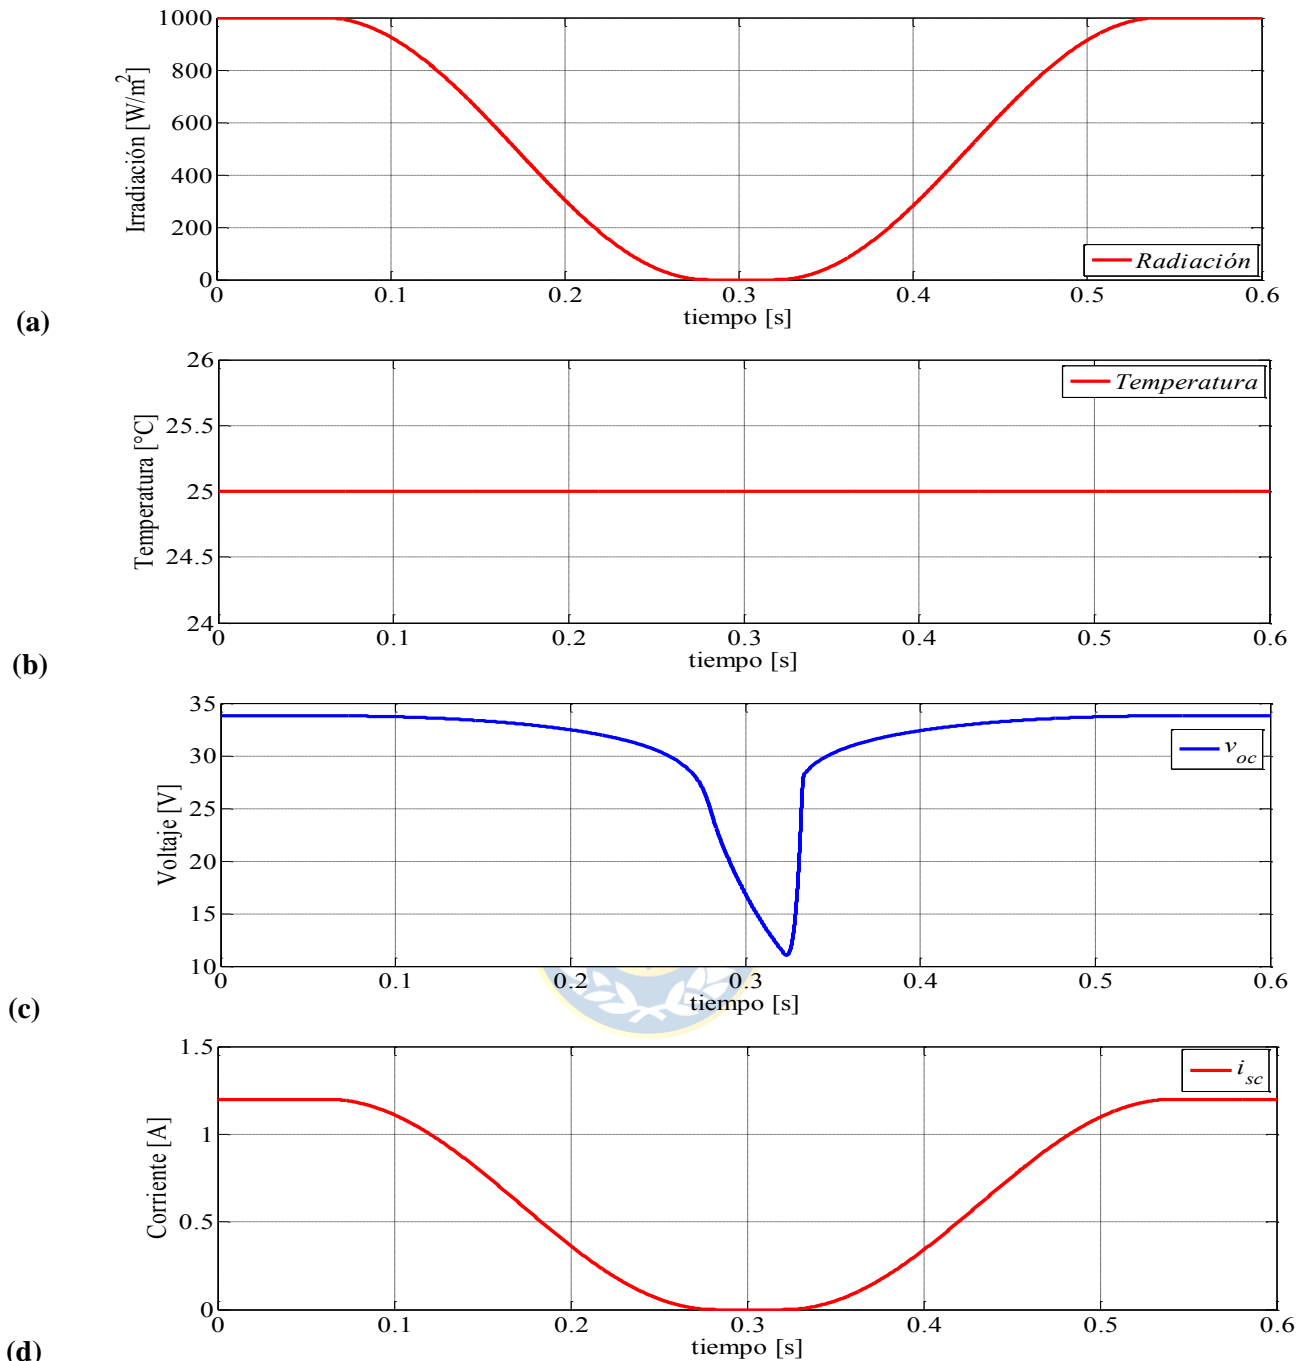 1000
800
600
400
200
0
Irradiación [W/m²]
Radiación
0 0.1 0.2 0.3 0.4 0.5 0.6
tiempo [s]
(a)
26
25.5
25
24.5
24
Temperatura [°C]
Temperatura
0 0.1 0.2 0.3 0.4 0.5 0.6
tiempo [s]
(b)
35
30
25
20
15
10
Voltaje [V]
v_oc
0 0.1 0.2 0.3 0.4 0.5 0.6
tiempo [s]
(c)
1.5
1
0.5
0
Corriente [A]
i_sc
0 0.1 0.2 0.3 0.4 0.5 0.6
tiempo [s]
(d)